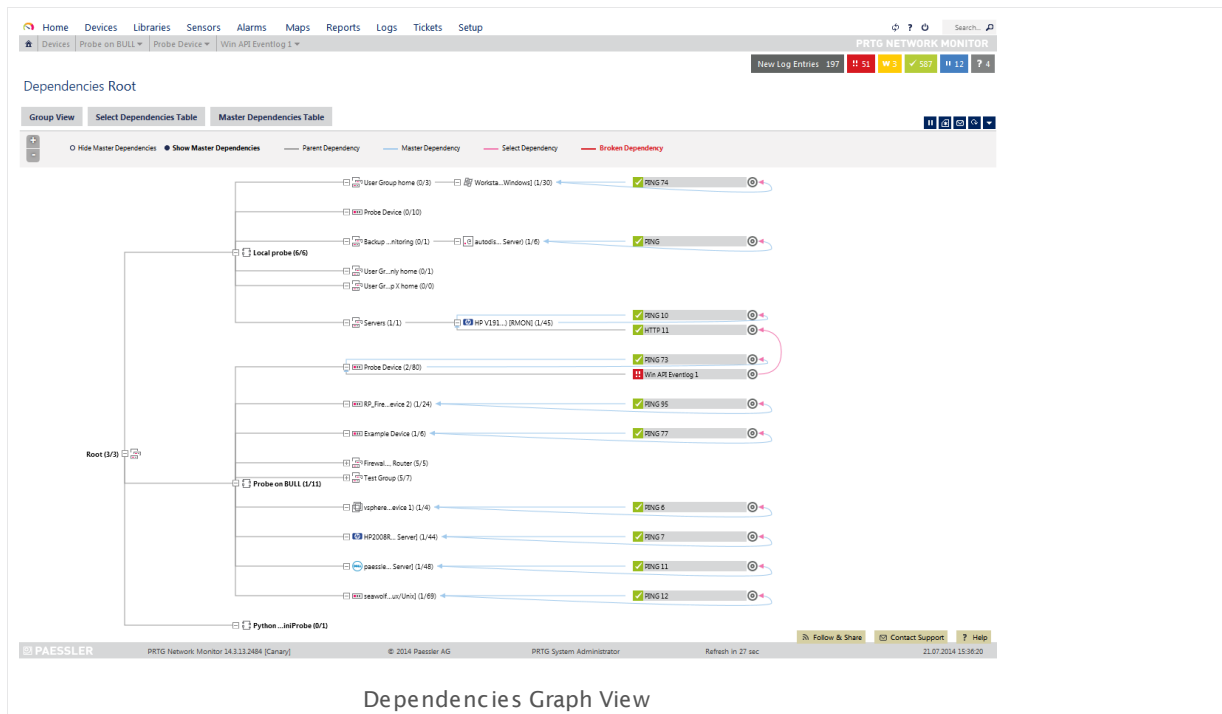 Home Devices Libraries Sensors Alarms Maps Reports Logs Tickets Setup ? Search...
Devices Probe on BULL Probe Device Win API Eventlog 1 PRTG NETWORK MONITOR
New Log Entries 197 !! 51 W 3 587 12 ? 4
Dependencies Root
Group View Select Dependencies Table Master Dependencies Table
+
-
Hide Master Dependencies Show Master Dependencies Parent Dependency Master Dependency Select Dependency Broken Dependency
User Group home (0/3) Worksta...Windows] (1/30) PING 74
Probe Device (0/10)
Backup ...nitoring (0/1) autodis... Server) (1/6) PING
Local probe (6/6)
User Gr...nly home (0/1)
User Gr...p X home (0/0)
PING 10
Servers (1/1) HP V191...) [RMON] (1/45)
HTTP 11
PING 73
Probe Device (2/80)
Win API Eventlog 1
RP_Fire...evice 2) (1/24) PING 95
Example Device (1/6) PING 77
Root (3/3)
Firewal..., Router (5/5)
Test Group (5/7)
Probe on BULL (1/11)
vsphere...evice 1) (1/4) PING 6
HP2008R... Server] (1/44) PING 7
paessle... Server] (1/48) PING 11
seawolf...ux/Unix] (1/69) PING 12
Python ...iniProbe (0/1)
Follow & Share Contact Support ? Help
PAESSLER PRTG Network Monitor 14.3.13.2484 [Canary] © 2014 Paessler AG PRTG System Administrator Refresh in 27 sec 21.07.2014 15:36:20
Dependencies Graph View